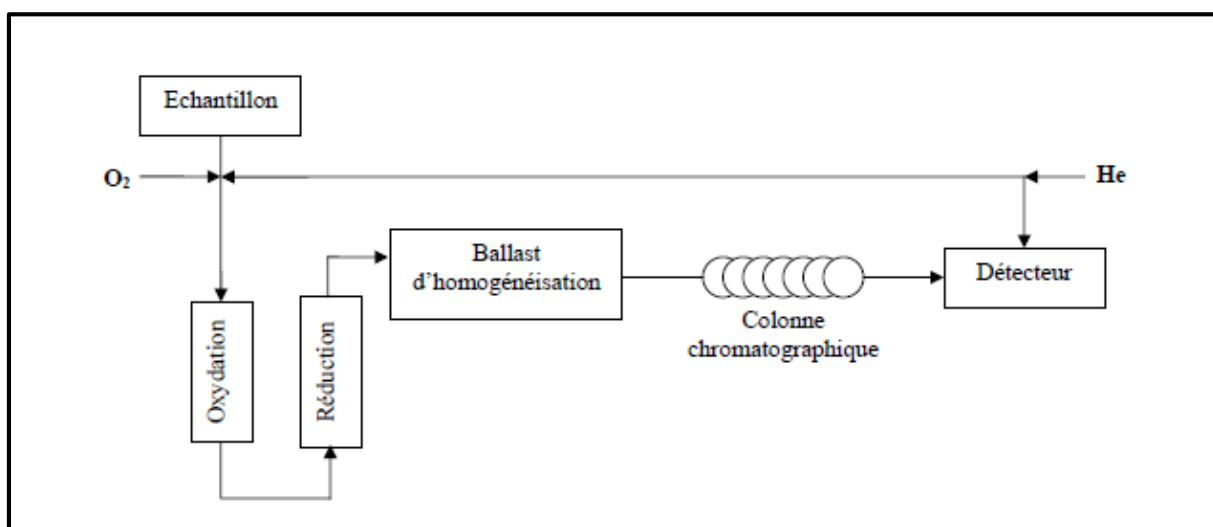 Echantillon
O₂
He
Ballast
d'homogénéisation
Détecteur
Colonne
chromatographique
Oxydation
Réduction